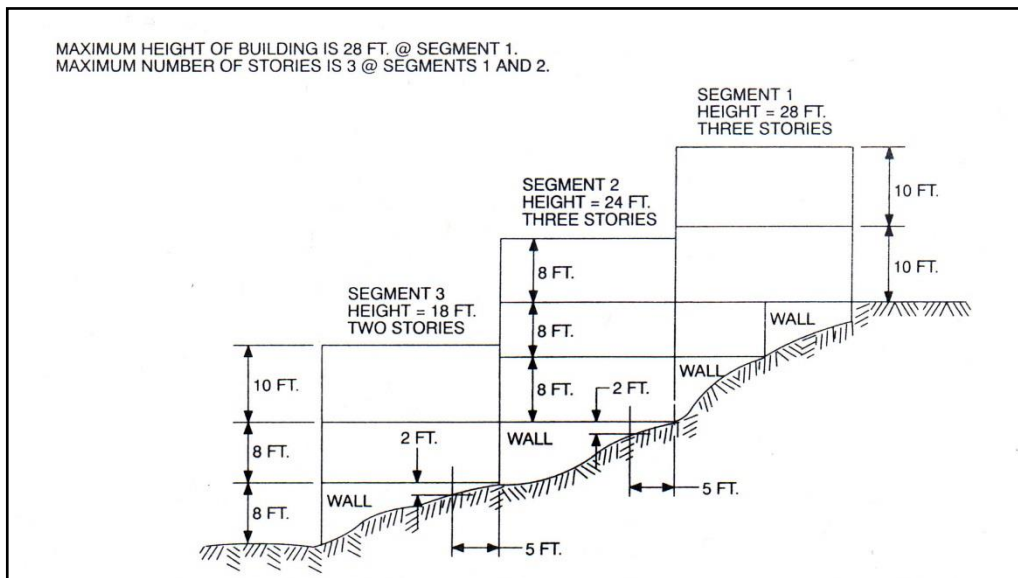 MAXIMUM HEIGHT OF BUILDING IS 28 FT. @ SEGMENT 1.
MAXIMUM NUMBER OF STORIES IS 3 @ SEGMENTS 1 AND 2.
SEGMENT 1
HEIGHT = 28 FT.
THREE STORIES
10 FT.
10 FT.
SEGMENT 2
HEIGHT = 24 FT.
THREE STORIES
8 FT.
8 FT.
8 FT.
WALL
WALL
2 FT.
WALL
5 FT.
SEGMENT 3
HEIGHT = 18 FT.
TWO STORIES
10 FT.
8 FT.
8 FT.
2 FT.
WALL
5 FT.